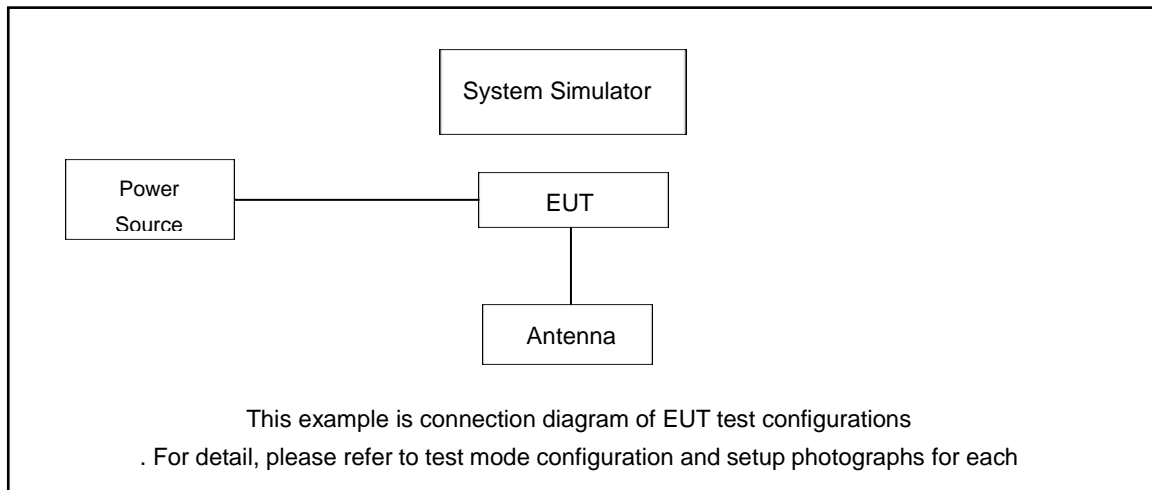 System Simulator
Power
Source
EUT
Antenna
This example is connection diagram of EUT test configurations
. For detail, please refer to test mode configuration and setup photographs for each